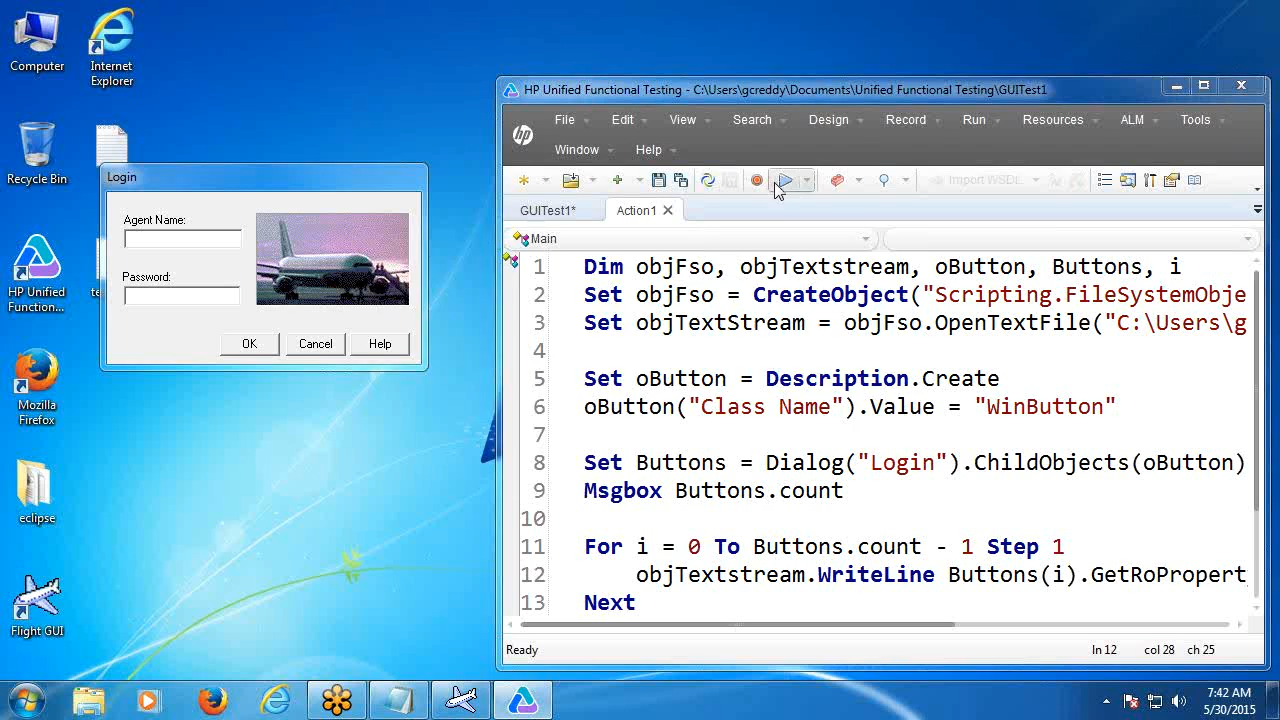 Computer
Internet
Explorer
Recycle Bin
HP Unified
Function...
Mozilla
Firefox
eclipse
Flight GUI
Login
Agent Name:
Password:
OK
Cancel
Help
HP Unified Functional Testing - C:\Users\gcreddy\Documents\Unified Functional Testing\GUITest1
hp
File Edit View Search Design Record Run Resources ALM Tools
Window Help
Import WSDL
GUITest1* Action1
Main
1 Dim objFso, objTextstream, oButton, Buttons, i
2 Set objFso = CreateObject("Scripting.FileSystemObje
3 Set objTextStream = objFso.OpenTextFile("C:\Users\g
4
5 Set oButton = Description.Create
6 oButton("Class Name").Value = "WinButton"
7
8 Set Buttons = Dialog("Login").ChildObjects(oButton)
9 Msgbox Buttons.count
10
11 For i = 0 To Buttons.count - 1 Step 1
12 objTextstream.WriteLine Buttons(i).GetRoPropert
13 Next
Ready ln 12 col 28 ch 25
7:42 AM
5/30/2015